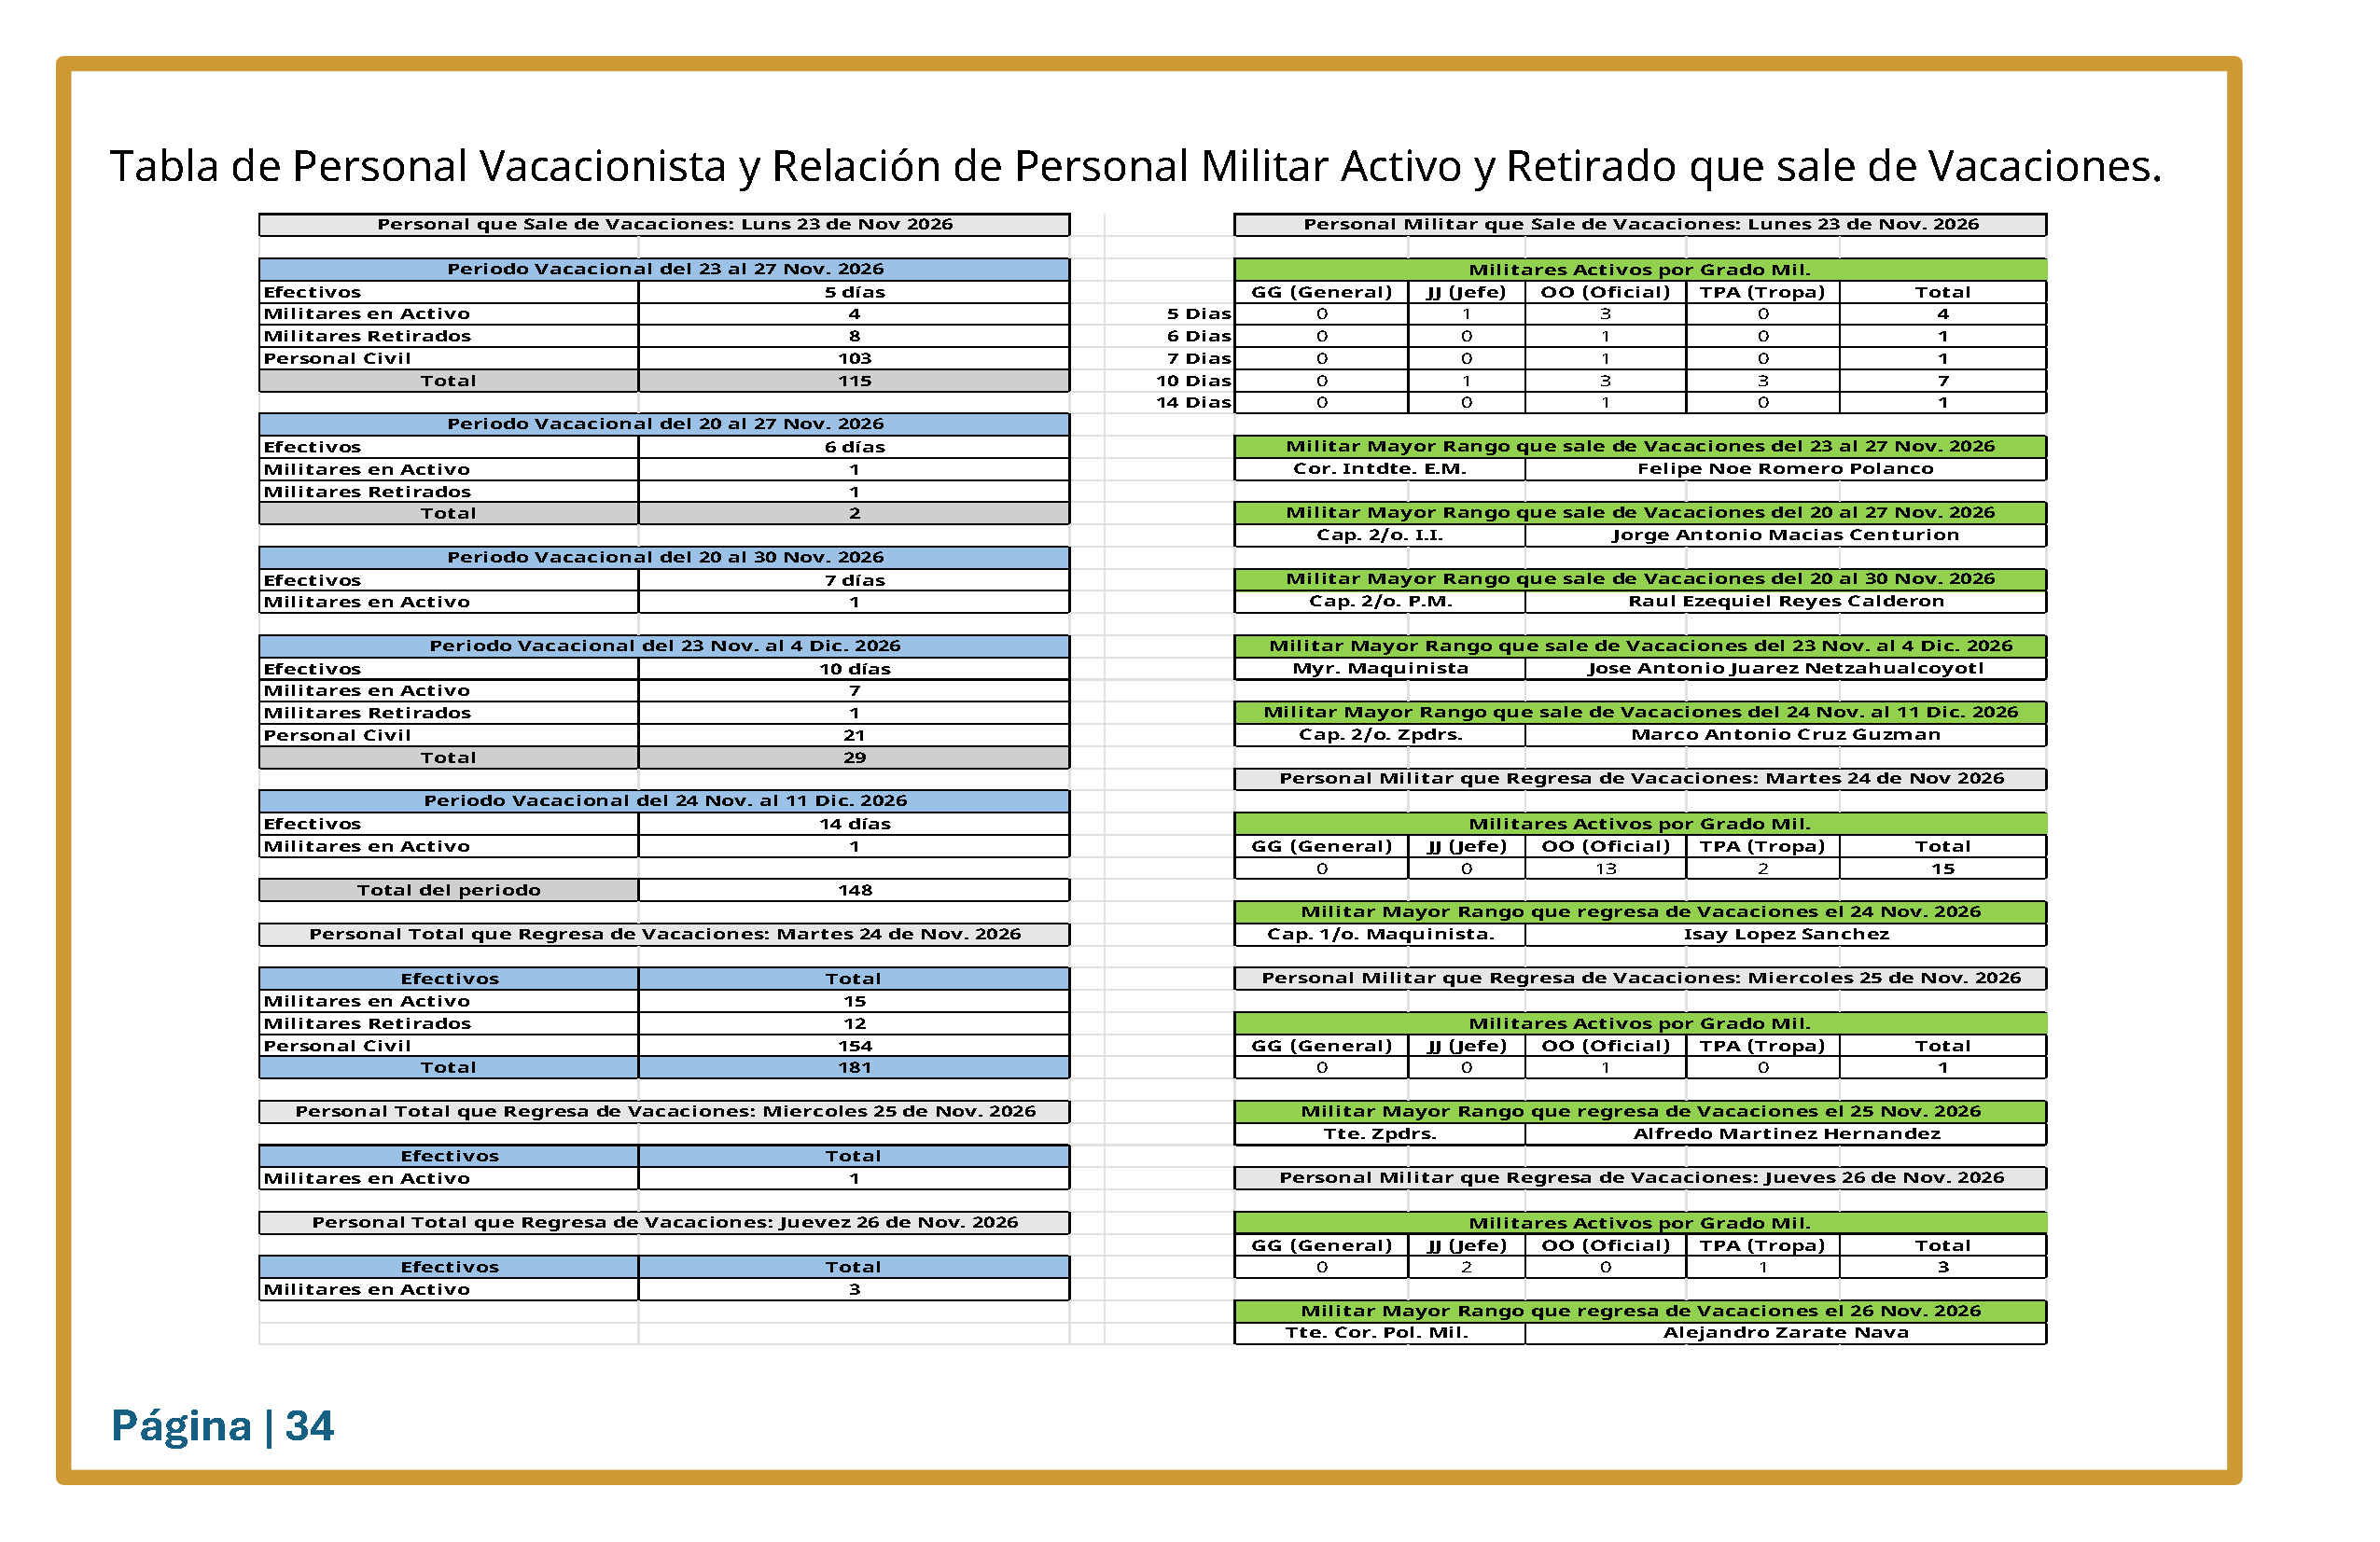 Tabla de Personal Vacacionista y Relación de Personal Militar Activo y Retirado que sale de Vacaciones.
Personal que Sale de Vacaciones: Luns 23 de Nov 2026
Periodo Vacacional del 23 al 27 Nov. 2026
Efectivos 5 días
Militares en Activo 4
Militares Retirados 8
Personal Civil 103
Total 115
Periodo Vacacional del 20 al 27 Nov. 2026
Efectivos 6 días
Militares en Activo 1
Militares Retirados 1
Total 2
Periodo Vacacional del 20 al 30 Nov. 2026
Efectivos 7 días
Militares en Activo 1
Periodo Vacacional del 23 Nov. al 4 Dic. 2026
Efectivos 10 días
Militares en Activo 7
Militares Retirados 1
Personal Civil 21
Total 29
Periodo Vacacional del 24 Nov. al 11 Dic. 2026
Efectivos 14 días
Militares en Activo 1
Total del periodo 148
Personal Total que Regresa de Vacaciones: Martes 24 de Nov. 2026
Efectivos Total
Militares en Activo 15
Militares Retirados 12
Personal Civil 154
Total 181
Personal Total que Regresa de Vacaciones: Miercoles 25 de Nov. 2026
Efectivos Total
Militares en Activo 1
Personal Total que Regresa de Vacaciones: Juevez 26 de Nov. 2026
Efectivos Total
Militares en Activo 3
Personal Militar que Sale de Vacaciones: Lunes 23 de Nov. 2026
Militares Activos por Grado Mil.
GG (General) JJ (Jefe) OO (Oficial) TPA (Tropa) Total
5 Dias 0 1 3 0 4
6 Dias 0 0 1 0 1
7 Dias 0 0 1 0 1
10 Dias 0 1 3 3 7
14 Dias 0 0 1 0 1
Militar Mayor Rango que sale de Vacaciones del 23 al 27 Nov. 2026
Cor. Intdte. E.M. Felipe Noe Romero Polanco
Militar Mayor Rango que sale de Vacaciones del 20 al 27 Nov. 2026
Cap. 2/o. I.I. Jorge Antonio Macias Centurion
Militar Mayor Rango que sale de Vacaciones del 20 al 30 Nov. 2026
Cap. 2/o. P.M. Raul Ezequiel Reyes Calderon
Militar Mayor Rango que sale de Vacaciones del 23 Nov. al 4 Dic. 2026
Myr. Maquinista Jose Antonio Juarez Netzahualcoyotl
Militar Mayor Rango que sale de Vacaciones del 24 Nov. al 11 Dic. 2026
Cap. 2/o. Zpdrs. Marco Antonio Cruz Guzman
Personal Militar que Regresa de Vacaciones: Martes 24 de Nov 2026
Militares Activos por Grado Mil.
GG (General) JJ (Jefe) OO (Oficial) TPA (Tropa) Total
0 0 13 2 15
Militar Mayor Rango que regresa de Vacaciones el 24 Nov. 2026
Cap. 1/o. Maquinista. Isay Lopez Sanchez
Personal Militar que Regresa de Vacaciones: Miercoles 25 de Nov. 2026
Militares Activos por Grado Mil.
GG (General) JJ (Jefe) OO (Oficial) TPA (Tropa) Total
0 0 1 0 1
Militar Mayor Rango que regresa de Vacaciones el 25 Nov. 2026
Tte. Zpdrs. Alfredo Martinez Hernandez
Personal Militar que Regresa de Vacaciones: Jueves 26 de Nov. 2026
Militares Activos por Grado Mil.
GG (General) JJ (Jefe) OO (Oficial) TPA (Tropa) Total
0 2 0 1 3
Militar Mayor Rango que regresa de Vacaciones el 26 Nov. 2026
Tte. Cor. Pol. Mil. Alejandro Zarate Nava
Página | 34